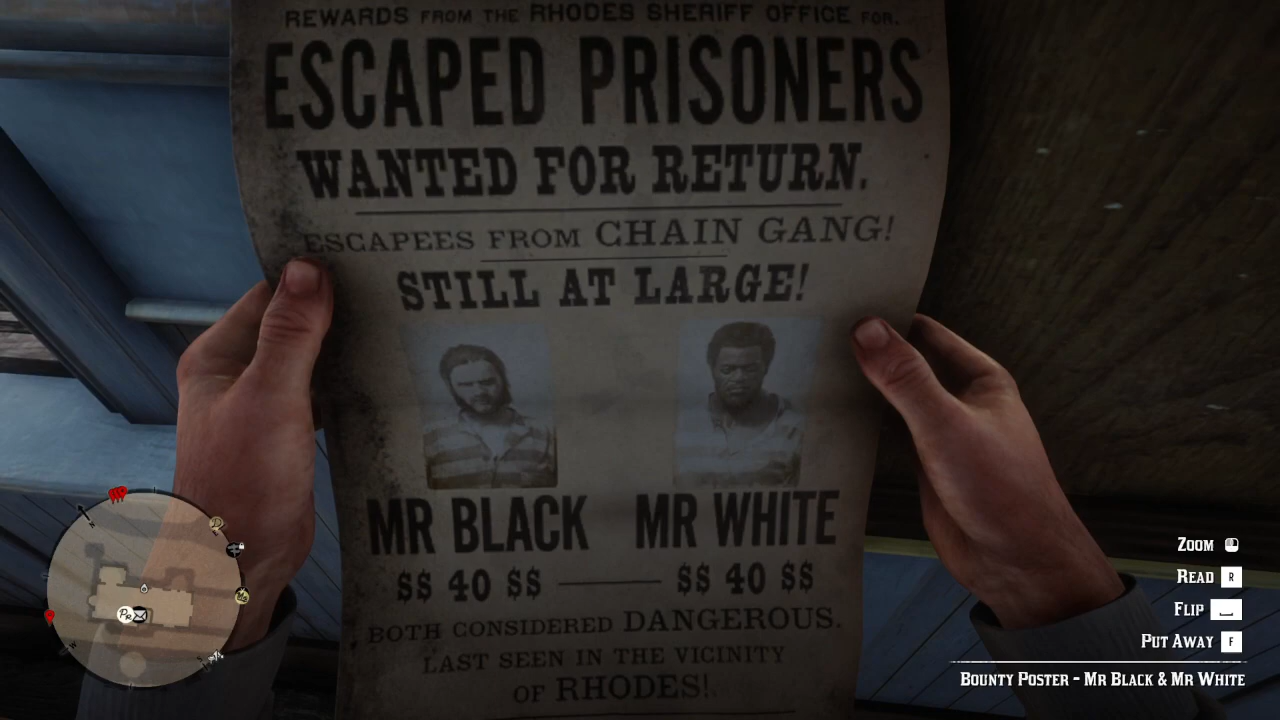 REWARDS FROM THE RHODES SHERIFF OFFICE FOR.
ESCAPED PRISONERS
WANTED FOR RETURN.
ESCAPEES FROM CHAIN GANG!
STILL AT LARGE!
MR BLACK MR WHITE
$$ 40 $$ $$ 40 $$
BOTH CONSIDERED DANGEROUS.
LAST SEEN IN THE VICINITY
OF RHODES!
Zoom
Read R
Flip
Put Away F
Bounty Poster - Mr Black & Mr White
Pr